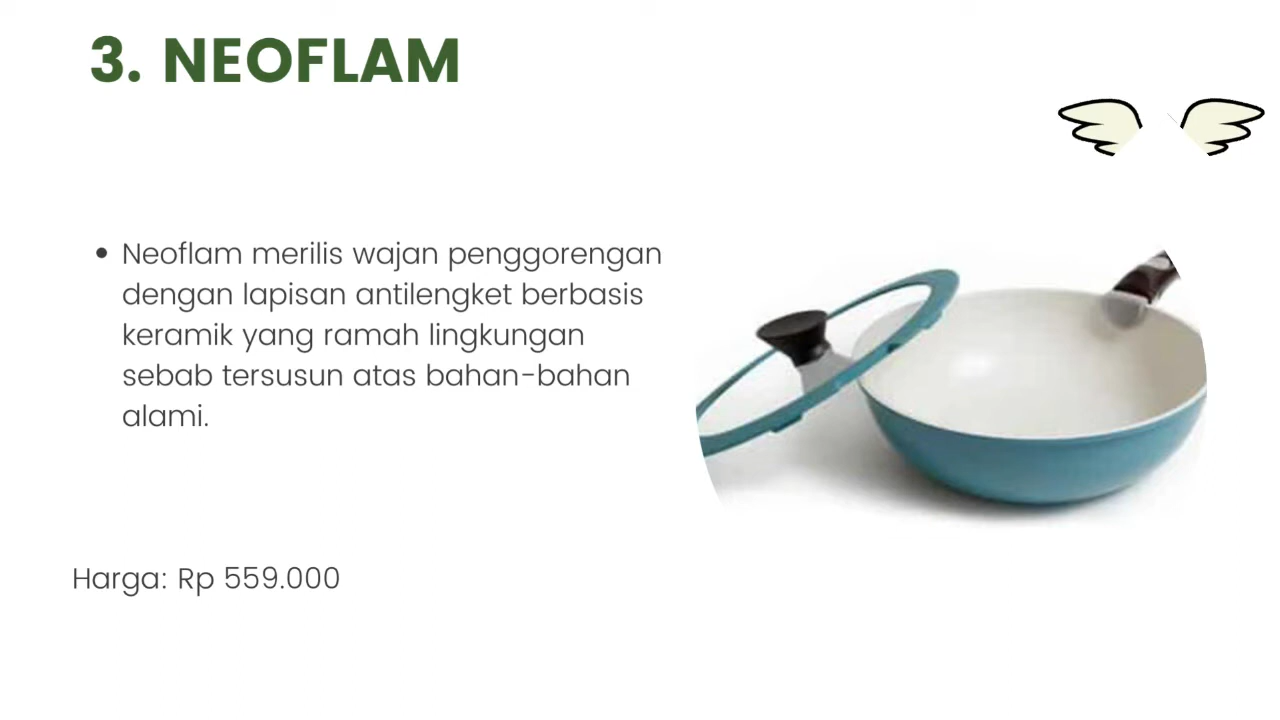 3. NEOFLAM
Neoflam merilis wajan penggorengan
dengan lapisan antilengket berbasis
keramik yang ramah lingkungan
sebab tersusun atas bahan-bahan
alami.
Harga: Rp 559.000